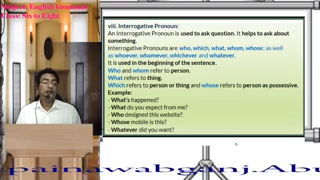 Subject: English Grammar
Class: Six to Eight
viii. Interrogative Pronoun:
An Interrogative Pronoun is used to ask question. It helps to ask about
something.
Interrogative Pronouns are who, which, what, whom, whose; as well
as whoever, whomever, whichever and whatever.
It is used in the beginning of the sentence.
Who and whom refer to person.
What refers to thing.
Which refers to person or thing and whose refers to person as possessive.
Example:
- What's happened?
- What do you expect from me?
- Who designed this website?
- Whose mobile is this?
- Whatever did you want?
painawabganj.Abu